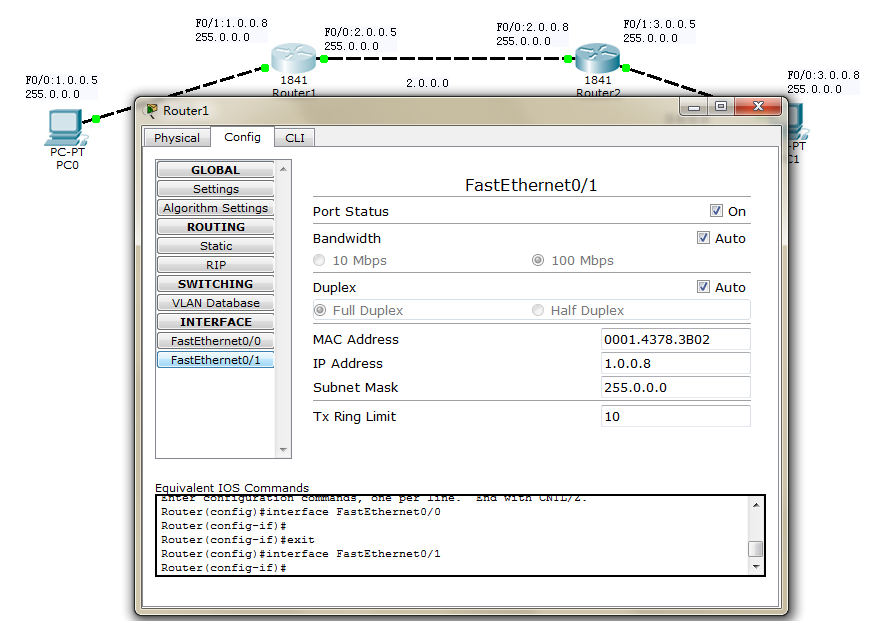 F0/1:1.0.0.8
255.0.0.0
F0/0:2.0.0.5
255.0.0.0
F0/0:2.0.0.8
255.0.0.0
F0/1:3.0.0.5
255.0.0.0
F0/0:1.0.0.5
255.0.0.0
F0/0:3.0.0.8
255.0.0.0
1841
Router1
2.0.0.0
1841
Router2
PC-PT
PC0
-PT
C1
Router1
Physical
Config
CLI
GLOBAL
Settings
Algorithm Settings
ROUTING
Static
RIP
SWITCHING
VLAN Database
INTERFACE
FastEthernet0/0
FastEthernet0/1
FastEthernet0/1
Port Status On
Bandwidth Auto
10 Mbps 100 Mbps
Duplex Auto
Full Duplex Half Duplex
MAC Address 0001.4378.3B02
IP Address 1.0.0.8
Subnet Mask 255.0.0.0
Tx Ring Limit 10
Equivalent IOS Commands
Enter configuration commands, one per line. End with CNTL/Z.
Router(config)#interface FastEthernet0/0
Router(config-if)#
Router(config-if)#exit
Router(config)#interface FastEthernet0/1
Router(config-if)#